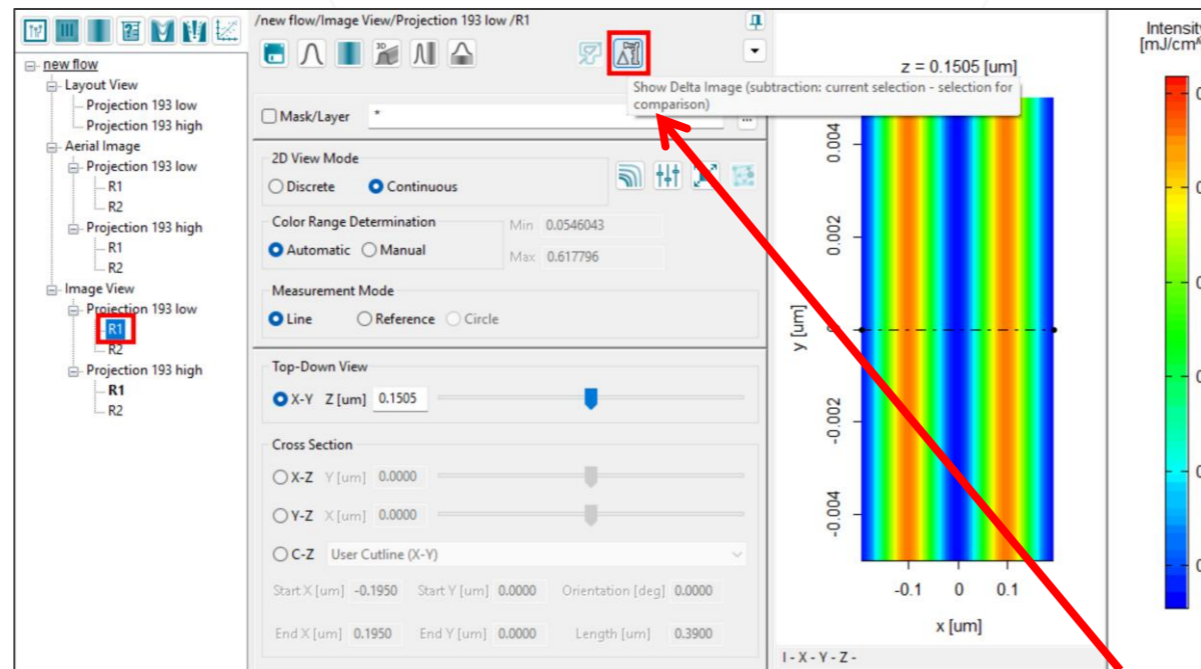 /new flow/Image View/Projection 193 low /R1
new flow
Layout View
Projection 193 low
Projection 193 high
Aerial Image
Projection 193 low
R1
R2
Projection 193 high
R1
R2
Image View
Projection 193 low
R1
R2
Projection 193 high
R1
R2
3D
Show Delta Image (subtraction: current selection - selection for
comparison)
Mask/Layer *
...
2D View Mode
Discrete Continuous
Color Range Determination
Automatic Manual
Min 0.0546043
Max 0.617796
Measurement Mode
Line Reference Circle
Top-Down View
X-Y Z [um] 0.1505
Cross Section
X-Z Y [um] 0.0000
Y-Z X [um] 0.0000
C-Z User Cutline (X-Y)
Start X [um] -0.1950 Start Y [um] 0.0000 Orientation [deg] 0.0000
End X [um] 0.1950 End Y [um] 0.0000 Length [um] 0.3900
z = 0.1505 [um]
y [um]
0.004
0.002
0
-0.002
-0.004
-0.1 0 0.1
x [um]
I - X - Y - Z -
Intensity
[mJ/cm^